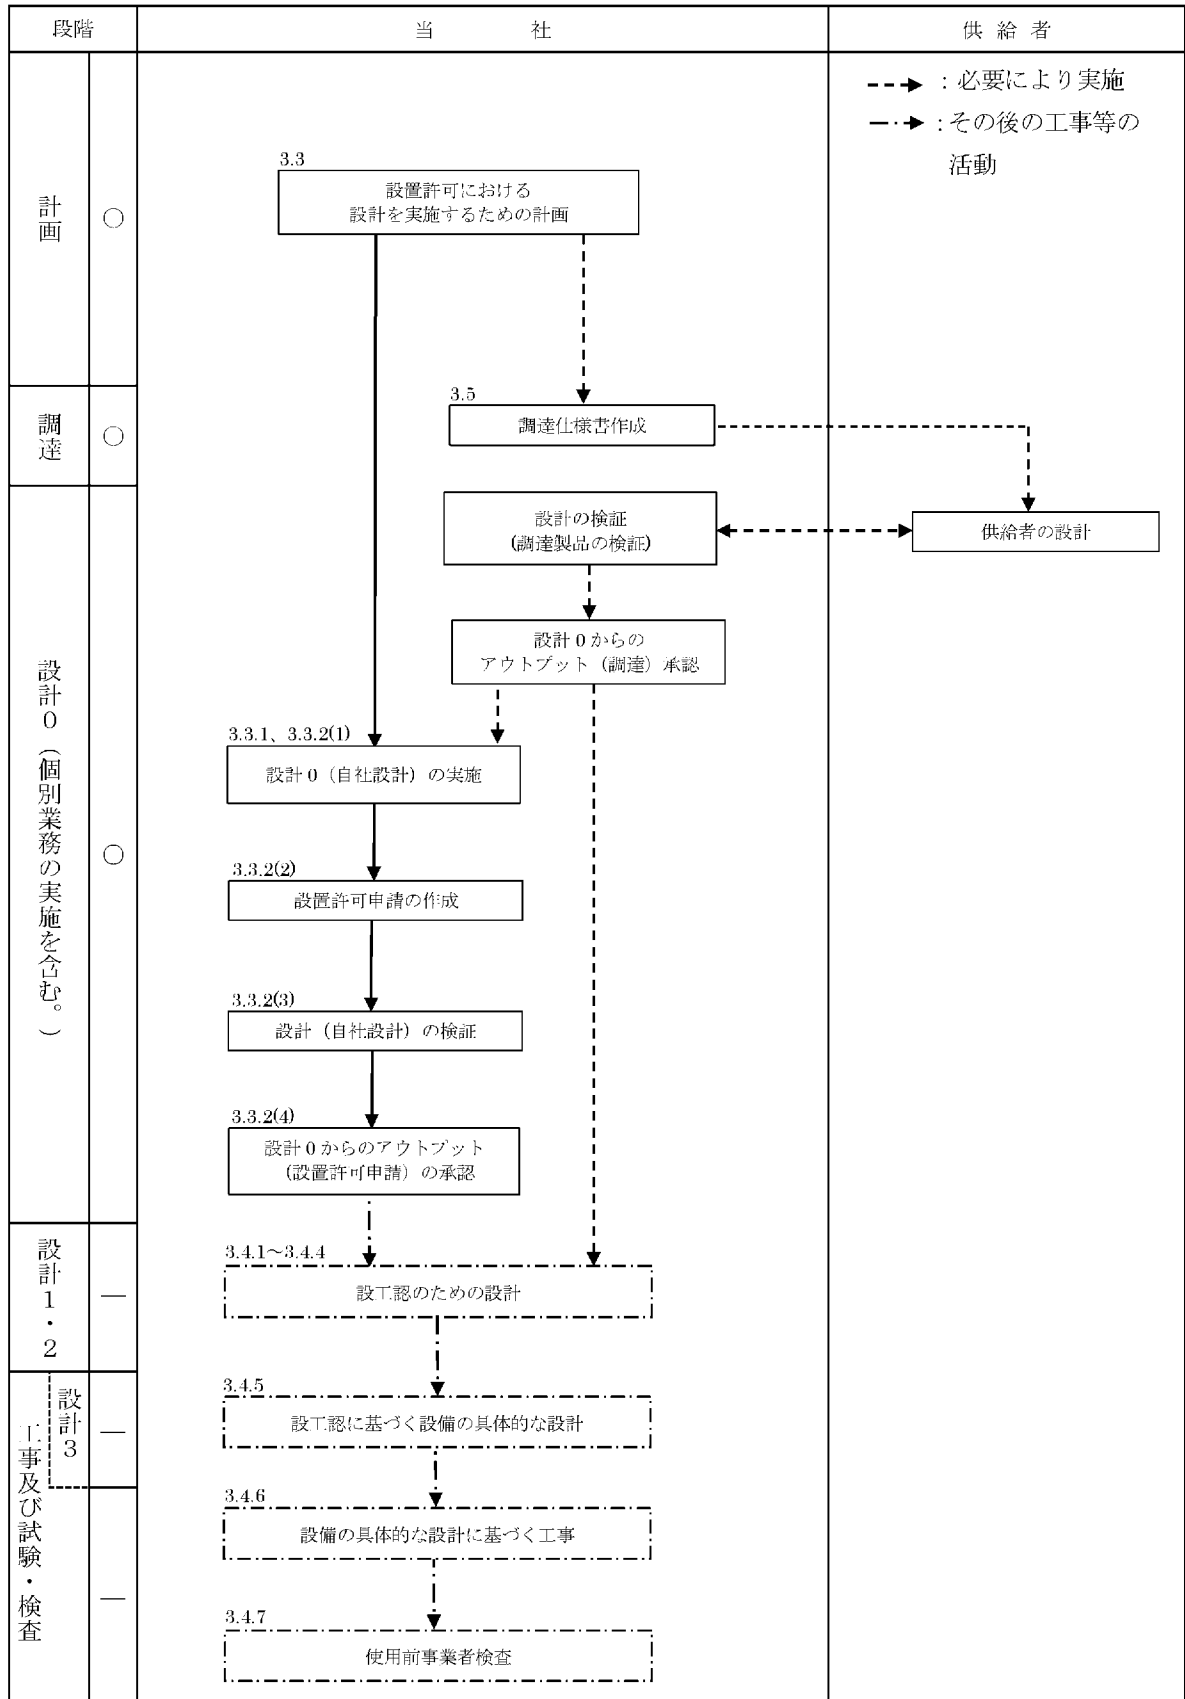 段階
当社
供給者
：必要により実施
：その後の工事等の
活動
計画
○
3.3
設置許可における
設計を実施するための計画
調達
○
3.5
調達仕様書作成
設計０（個別業務の実施を含む。）
○
設計の検証
(調達製品の検証)
供給者の設計
設計０からの
アウトプット（調達）承認
3.3.1、3.3.2(1)
設計０（自社設計）の実施
3.3.2(2)
設置許可申請の作成
3.3.2(3)
設計（自社設計）の検証
3.3.2(4)
設計０からのアウトプット
（設置許可申請）の承認
設計１・２
―
3.4.1～3.4.4
設工認のための設計
工事及び試験・検査
設計３
―
3.4.5
設工認に基づく設備の具体的な設計
3.4.6
設備の具体的な設計に基づく工事
―
3.4.7
使用前事業者検査